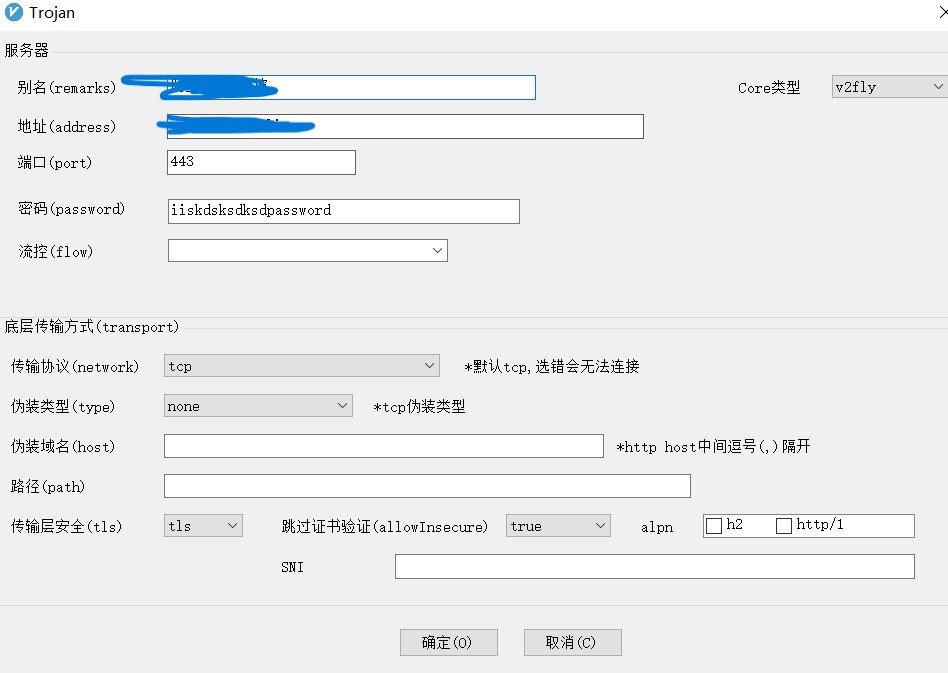 Trojan
服务器
别名(remarks)
Core类型 v2fly
地址(address)
端口(port) 443
密码(password) iiskdsksdksdpassword
流控(flow)
底层传输方式(transport)
传输协议(network) tcp *默认tcp,选错会无法连接
伪装类型(type) none *tcp伪装类型
伪装域名(host) *http host中间逗号(,)隔开
路径(path)
传输层安全(tls) tls 跳过证书验证(allowInsecure) true alpn h2 http/1
SNI
确定(O) 取消(C)